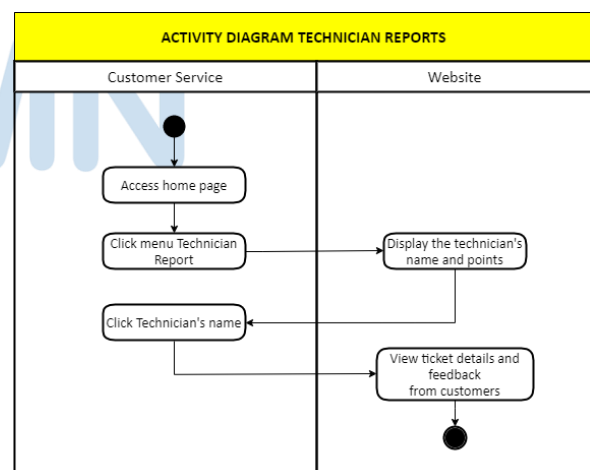 ACTIVITY DIAGRAM TECHNICIAN REPORTS
Customer Service
Website
Access home page
Click menu Technician
Report
Display the technician's
name and points
Click Technician's name
View ticket details and
feedback
from customers